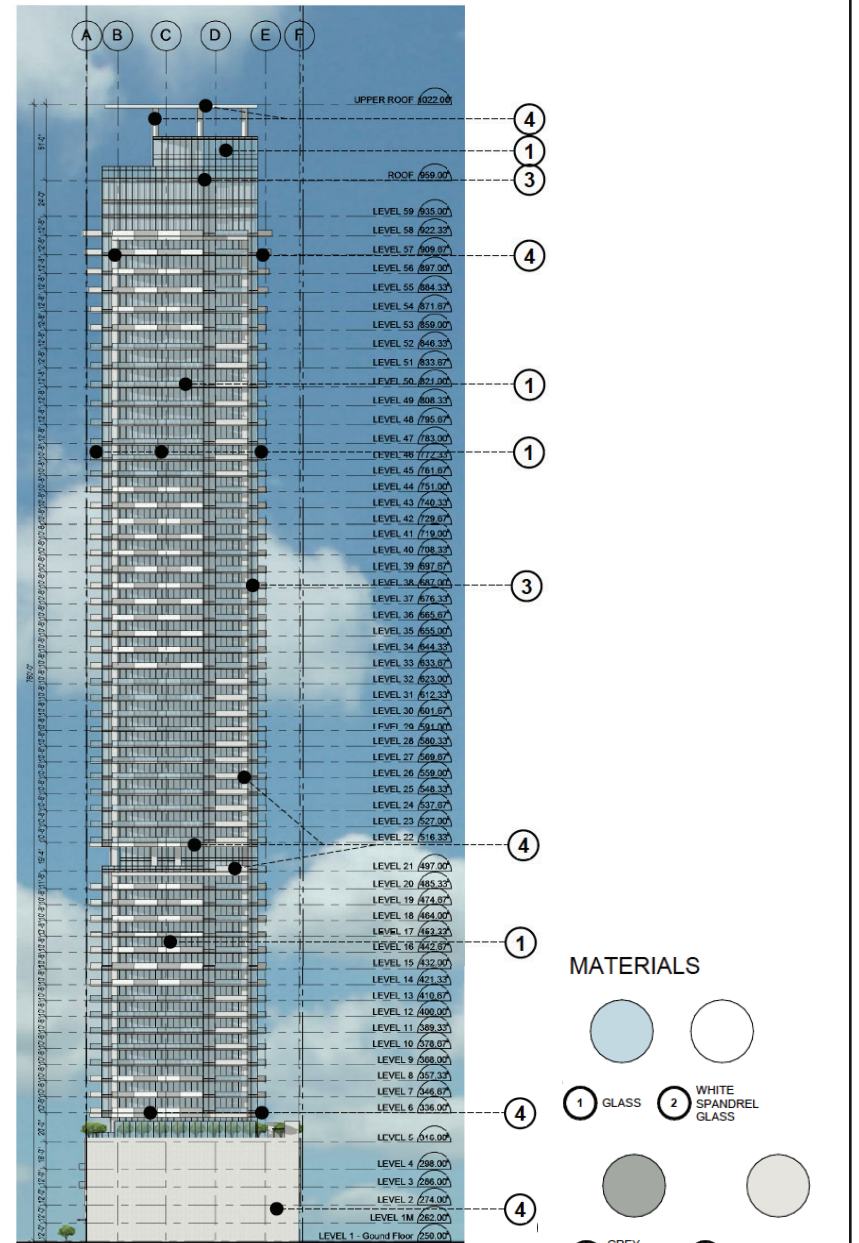 A B C D E F
UPPER ROOF 1022.00'
4
1
ROOF 959.00'
3
LEVEL 59 935.00'
LEVEL 58 922.33'
LEVEL 57 909.67'
4
LEVEL 56 897.00'
LEVEL 55 884.33'
LEVEL 54 871.67'
LEVEL 53 859.00'
LEVEL 52 846.33'
LEVEL 51 833.67'
LEVEL 50 821.00'
1
LEVEL 49 808.33'
LEVEL 48 795.67'
LEVEL 47 783.00'
LEVEL 46 772.33'
1
LEVEL 45 761.67'
LEVEL 44 751.00'
LEVEL 43 740.33'
LEVEL 42 729.67'
LEVEL 41 719.00'
LEVEL 40 708.33'
LEVEL 39 697.67'
LEVEL 38 687.00'
3
LEVEL 37 676.33'
LEVEL 36 665.67'
LEVEL 35 655.00'
LEVEL 34 644.33'
LEVEL 33 633.67'
LEVEL 32 623.00'
LEVEL 31 612.33'
LEVEL 30 601.67'
LEVEL 29 591.00'
LEVEL 28 580.33'
LEVEL 27 569.67'
LEVEL 26 559.00'
LEVEL 25 548.33'
LEVEL 24 537.67'
LEVEL 23 527.00'
LEVEL 22 516.33'
4
LEVEL 21 497.00'
LEVEL 20 485.33'
LEVEL 19 474.67'
LEVEL 18 464.00'
LEVEL 17 453.33'
1
LEVEL 16 442.67'
LEVEL 15 432.00'
LEVEL 14 421.33'
LEVEL 13 410.67'
LEVEL 12 400.00'
LEVEL 11 389.33'
LEVEL 10 378.67'
LEVEL 9 368.00'
LEVEL 8 357.33'
LEVEL 7 346.67'
LEVEL 6 336.00'
4
LEVEL 5 316.00'
LEVEL 4 298.00'
LEVEL 3 286.00'
LEVEL 2 274.00'
4
LEVEL 1M 262.00'
LEVEL 1 - Gound Floor 250.00'
MATERIALS
1 GLASS
2 WHITE
SPANDREL
GLASS
GREY